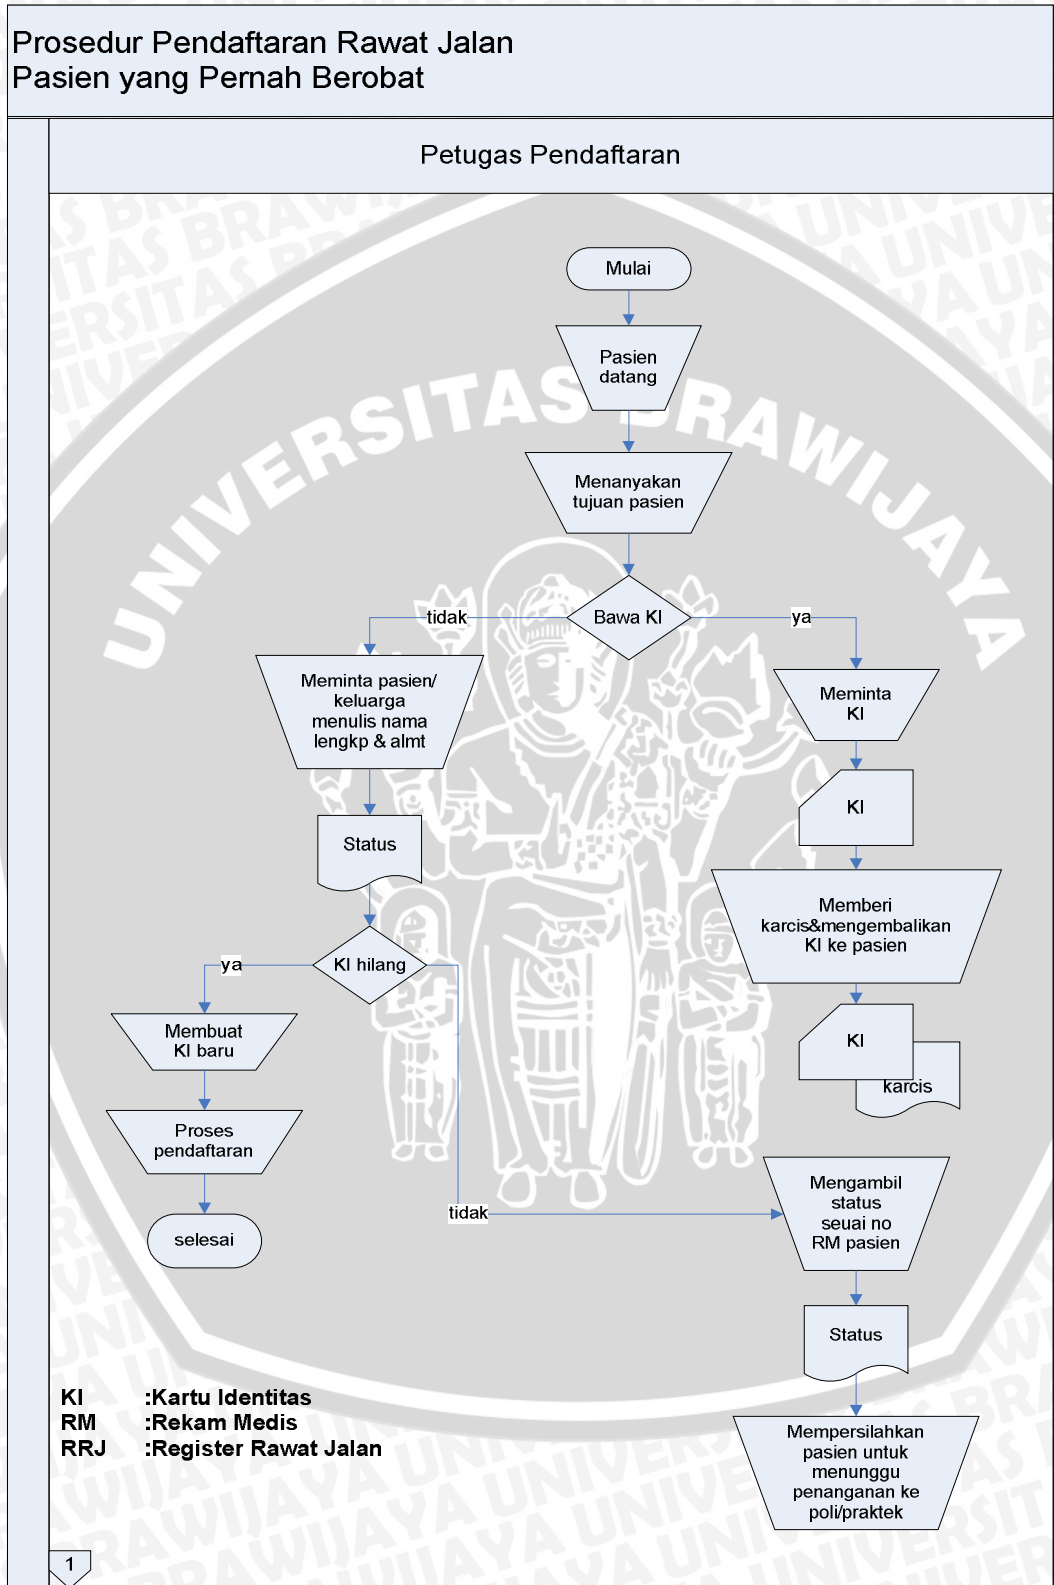 Prosedur Pendaftaran Rawat Jalan
Pasien yang Pernah Berobat
Petugas Pendaftaran
UNIVERSITAS BRAWIJAYA
Mulai
Pasien
datang
Menanyakan
tujuan pasien
Bawa KI
tidak
ya
Meminta pasien/
keluarga
menulis nama
lengkp & almt
Meminta
KI
KI
Status
Memberi
karcis&mengembalikan
KI ke pasien
KI hilang
ya
Membuat
KI baru
KI
karcis
Proses
pendaftaran
selesai
tidak
Mengambil
status
seuai no
RM pasien
Status
Mempersilahkan
pasien untuk
menunggu
penanganan ke
poli/praktek
KI :Kartu Identitas
RM :Rekam Medis
RRJ :Register Rawat Jalan
1